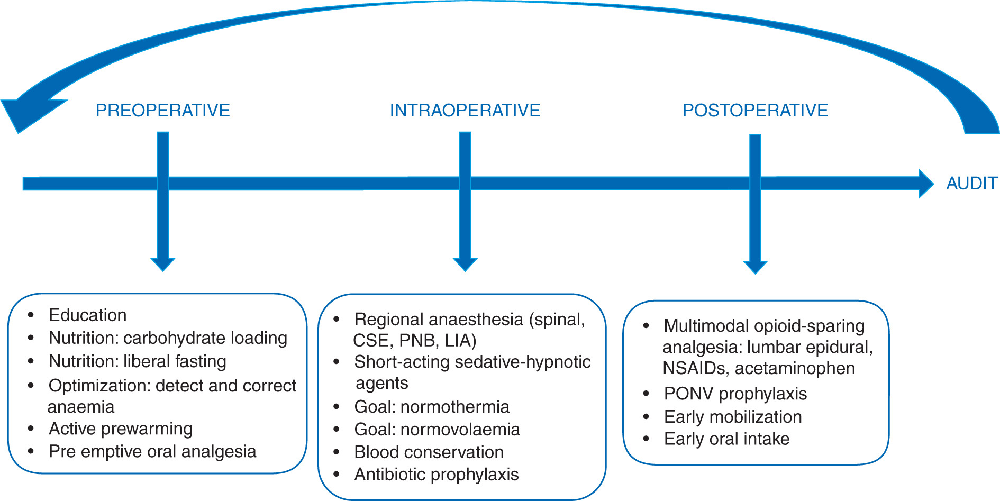 PREOPERATIVE
INTRAOPERATIVE
POSTOPERATIVE
AUDIT
• Education
• Nutrition: carbohydrate loading
• Nutrition: liberal fasting
• Optimization: detect and correct
anaemia
• Active prewarming
• Pre emptive oral analgesia
• Regional anaesthesia (spinal,
CSE, PNB, LIA)
• Short-acting sedative-hypnotic
agents
• Goal: normothermia
• Goal: normovolaemia
• Blood conservation
• Antibiotic prophylaxis
• Multimodal opioid-sparing
analgesia: lumbar epidural,
NSAIDs, acetaminophen
• PONV prophylaxis
• Early mobilization
• Early oral intake